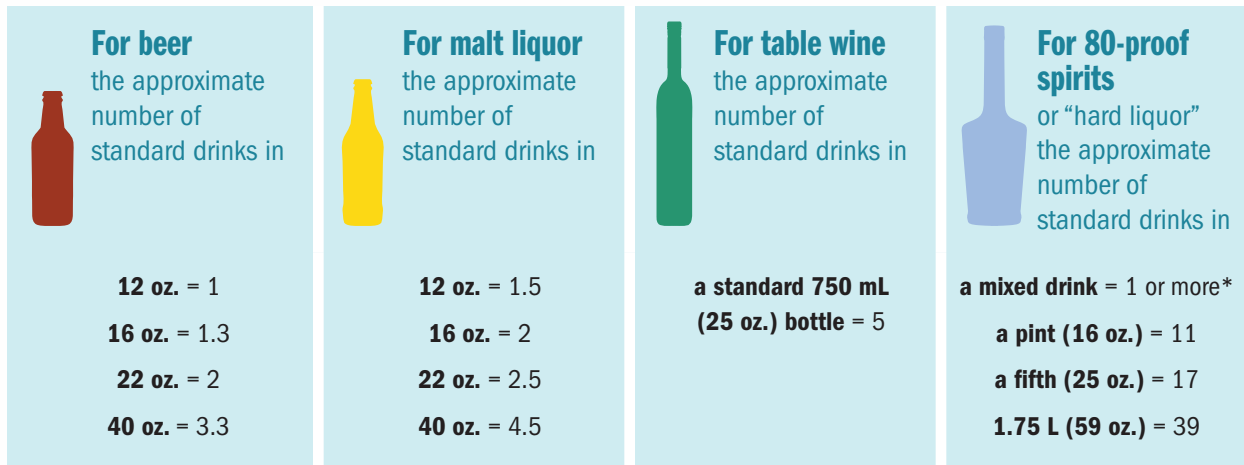 For beer
the approximate
number of
standard drinks in
12 oz. = 1
16 oz. = 1.3
22 oz. = 2
40 oz. = 3.3
For malt liquor
the approximate
number of
standard drinks in
12 oz. = 1.5
16 oz. = 2
22 oz. = 2.5
40 oz. = 4.5
For table wine
the approximate
number of
standard drinks in
a standard 750 mL
(25 oz.) bottle = 5
For 80-proof
spirits
or “hard liquor”
the approximate
number of
standard drinks in
a mixed drink = 1 or more*
a pint (16 oz.) = 11
a fifth (25 oz.) = 17
1.75 L (59 oz.) = 39